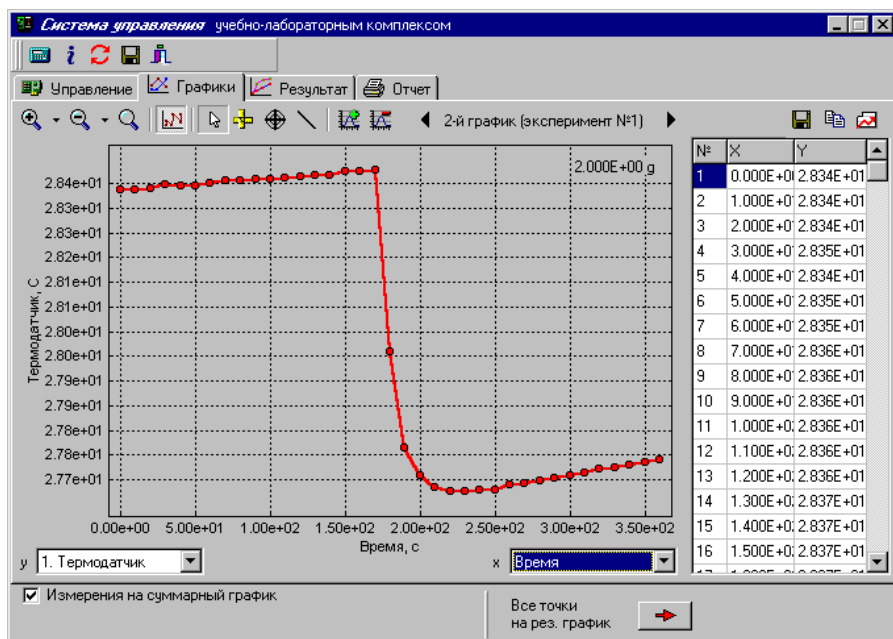 Система управления учебно-лабораторным комплексом
Управление Графики Результат Отчет
2-й график (эксперимент №1)
2.000E+00 g
Термодатчик, С
2.84e+01
2.83e+01
2.83e+01
2.82e+01
2.81e+01
2.81e+01
2.80e+01
2.80e+01
2.79e+01
2.79e+01
2.78e+01
2.78e+01
2.77e+01
0.00e+00 5.00e+01 1.00e+02 1.50e+02 2.00e+02 2.50e+02 3.00e+02 3.50e+02
Время, с
y 1. Термодатчик x Время
№ X Y
1 0.000E+0 2.834E+01
2 1.000E+0 2.834E+01
3 2.000E+0 2.834E+01
4 3.000E+0 2.835E+01
5 4.000E+0 2.834E+01
6 5.000E+0 2.835E+01
7 6.000E+0 2.835E+01
8 7.000E+0 2.836E+01
9 8.000E+0 2.836E+01
10 9.000E+0 2.836E+01
11 1.000E+0 2.836E+01
12 1.100E+0 2.836E+01
13 1.200E+0 2.836E+01
14 1.300E+0 2.837E+01
15 1.400E+0 2.837E+01
16 1.500E+0 2.837E+01
Измерения на суммарный график
Все точки
на рез. график